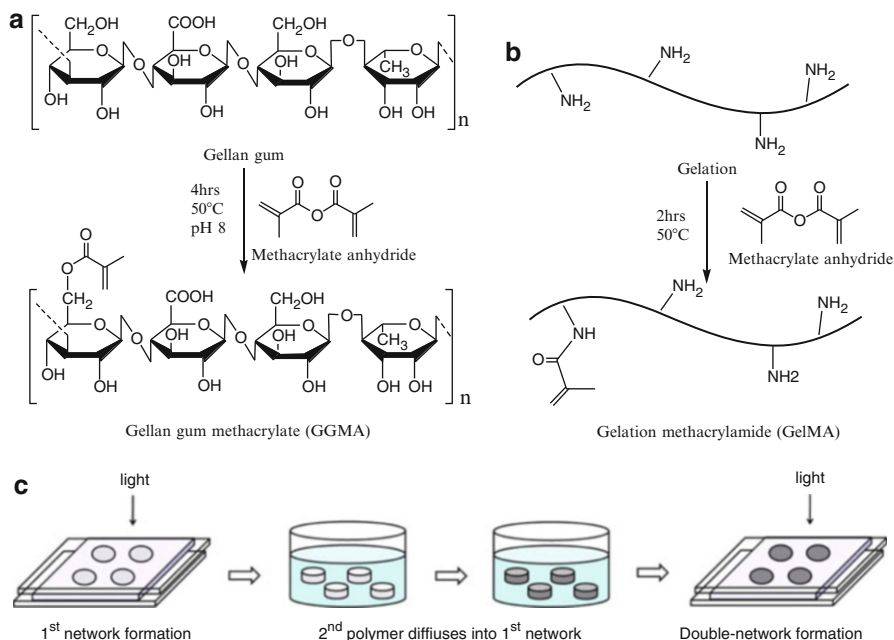 a
CH2OH
COOH
CH2OH
O
O
O
O
O
O
O
OH
OH
OH
CH3
OH
OH
OH
OH
OH OH
n
Gellan gum
4hrs
50°C
pH 8
O O
O
Methacrylate anhydride
O
O
CH2
COOH
CH2OH
O
O
O
O
O
O
O
OH
OH
OH
CH3
OH
OH
OH
OH
OH OH
n
Gellan gum methacrylate (GGMA)
b
NH2
NH2
NH2
NH2
Gelation
2hrs
50°C
O O
O
Methacrylate anhydride
NH2
NH2
NH
O
NH2
Gelation methacrylamide (GelMA)
c
light
light
1st network formation
2nd polymer diffuses into 1st network
Double-network formation